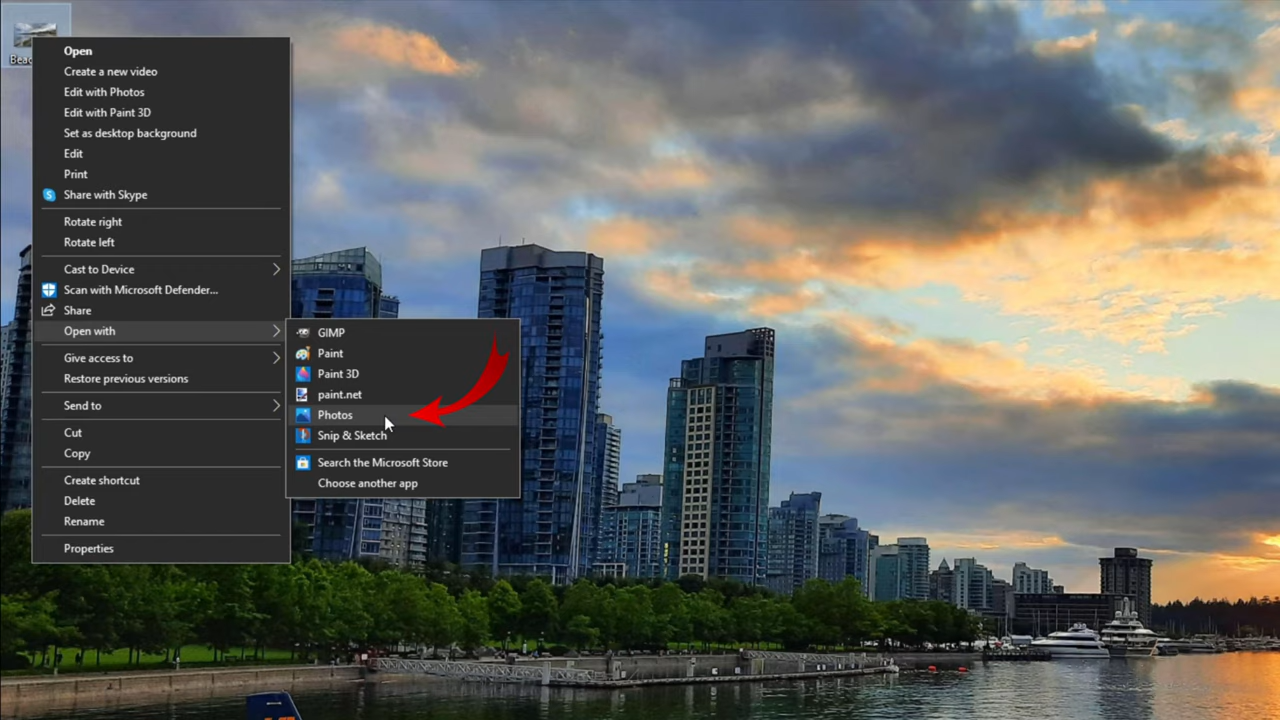 Open
Create a new video
Edit with Photos
Edit with Paint 3D
Set as desktop background
Edit
Print
Share with Skype
Rotate right
Rotate left
Cast to Device
Scan with Microsoft Defender...
Share
Open with
Give access to
Restore previous versions
Send to
Cut
Copy
Create shortcut
Delete
Rename
Properties
GIMP
Paint
Paint 3D
paint.net
Photos
Snip & Sketch
Search the Microsoft Store
Choose another app